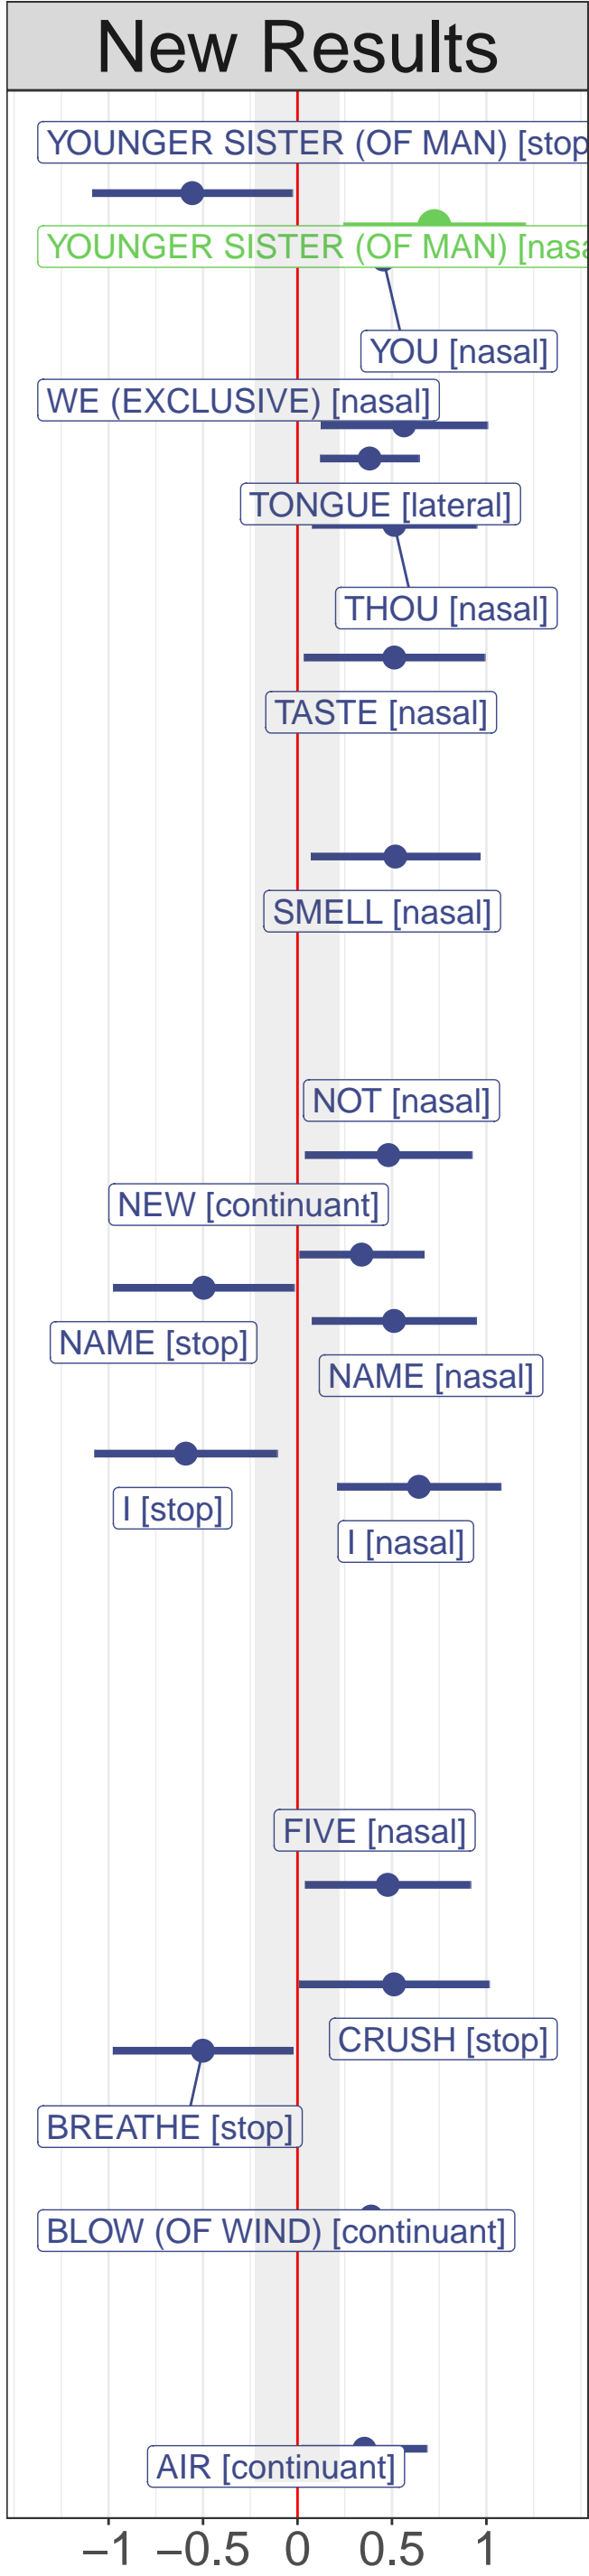 New Results
YOUNGER SISTER (OF MAN) [stop
YOUNGER SISTER (OF MAN) [nasa
YOU [nasal]
WE (EXCLUSIVE) [nasal]
TONGUE [lateral]
THOU [nasal]
TASTE [nasal]
SMELL [nasal]
NOT [nasal]
NEW [continuant]
NAME [stop]
NAME [nasal]
I [stop]
I [nasal]
FIVE [nasal]
CRUSH [stop]
BREATHE [stop]
BLOW (OF WIND) [continuant]
AIR [continuant]
−1 −0.5 0 0.5 1